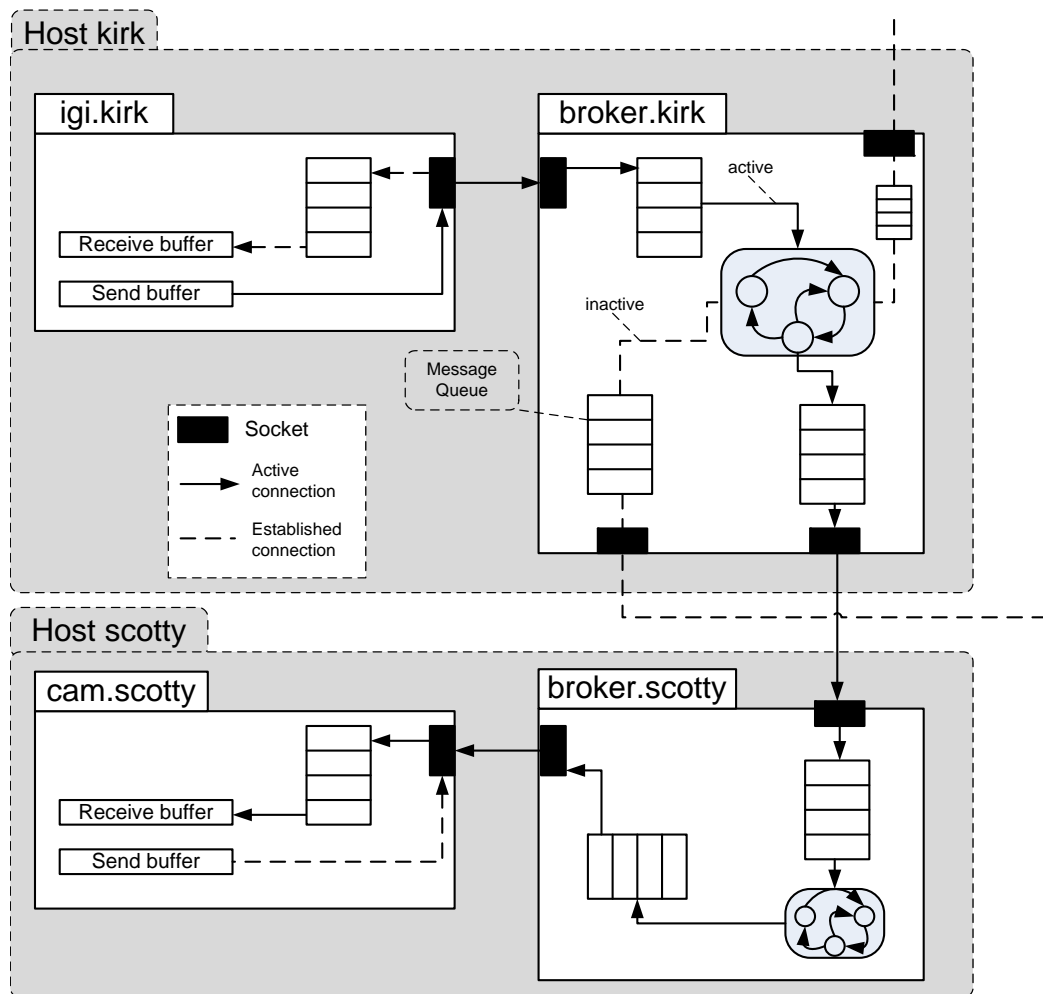 Host kirk
igi.kirk
broker.kirk
active
Receive buffer
Send buffer
inactive
Message
Queue
Socket
Active
connection
Established
connection
Host scotty
cam.scotty
broker.scotty
Receive buffer
Send buffer